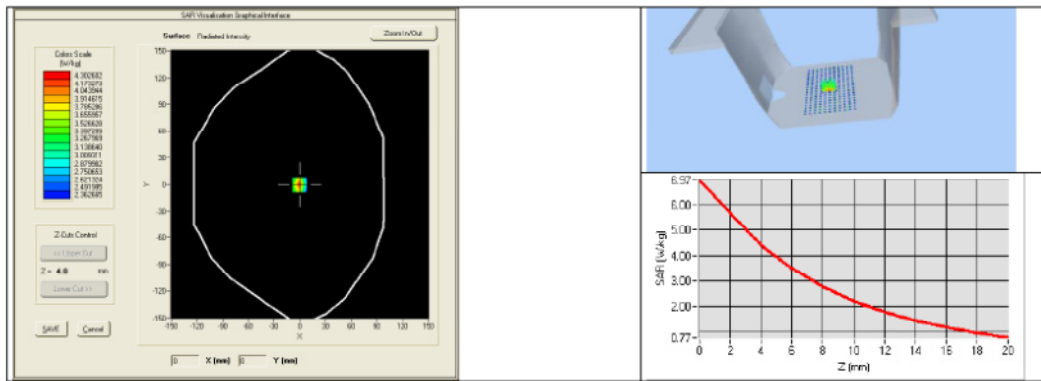 SAR Visualisation Graphical Interface
Surface Radiated Intensity
Zoom In/Out
Colors Scale
(W/kg)
4.302602
4.173273
4.043944
3.914615
3.785286
3.655957
3.526628
3.267969
3.138640
3.009311
2.879982
2.750653
2.621324
2.491995
2.362665
150
120
90
60
30
0
-30
-60
-90
-120
-150
Y
-150 -120 -90 -60 -30 0 30 60 90 120 150
X
Z-Cuts Control
<< Upper Cut
Z = 4.0 mm
Lower Cut >>
SAVE Cancel
0 X (mm) 0 Y (mm)
6.97
6.00
5.00
4.00
3.00
2.00
0.77
SAR (W/kg)
0 2 4 6 8 10 12 14 16 18 20
Z (mm)